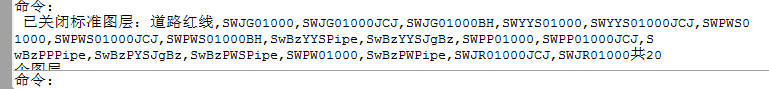 命令:
已关闭标准图层：道路红线,SWJG01000,SWJG01000JCJ,SWJG01000BH,SWYYS01000,SWYYS01000JCJ,SWPWS0
1000,SWPWS01000JCJ,SWPWS01000BH,SwBzYYSPipe,SwBzYYSJgBz,SWPP01000,SWPP01000JCJ,S
wBzPPPipe,SwBzPYSJgBz,SwBzPWSPipe,SWPW01000,SwBzPWPipe,SWJR01000JCJ,SWJR01000共20
个图层
命令: